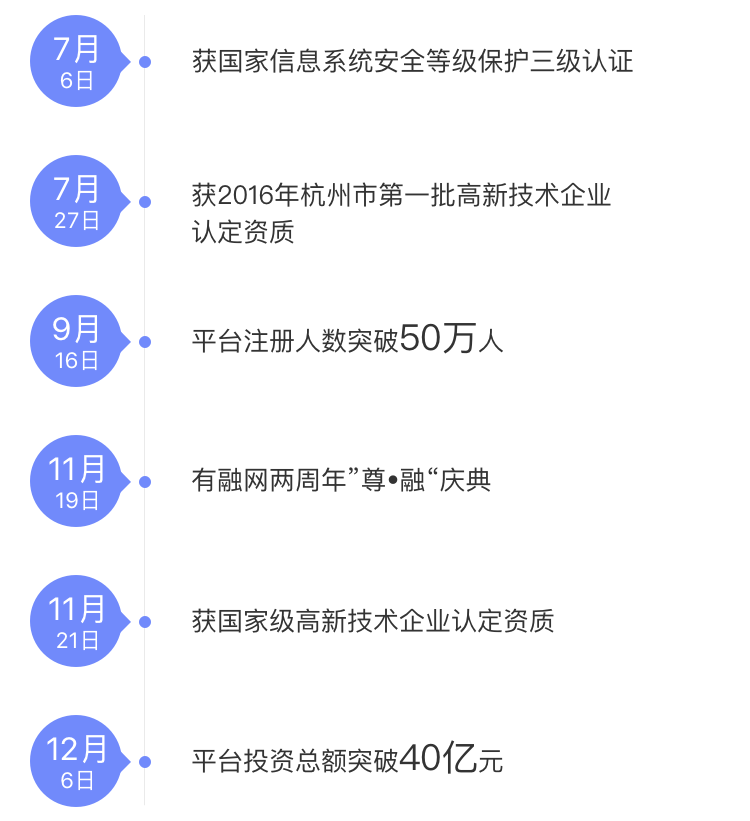 7月
6日
获国家信息系统安全等级保护三级认证
7月
27日
获2016年杭州市第一批高新技术企业
认定资质
9月
16日
平台注册人数突破50万人
11月
19日
有融网两周年”尊•融“庆典
11月
21日
获国家级高新技术企业认定资质
12月
6日
平台投资总额突破40亿元